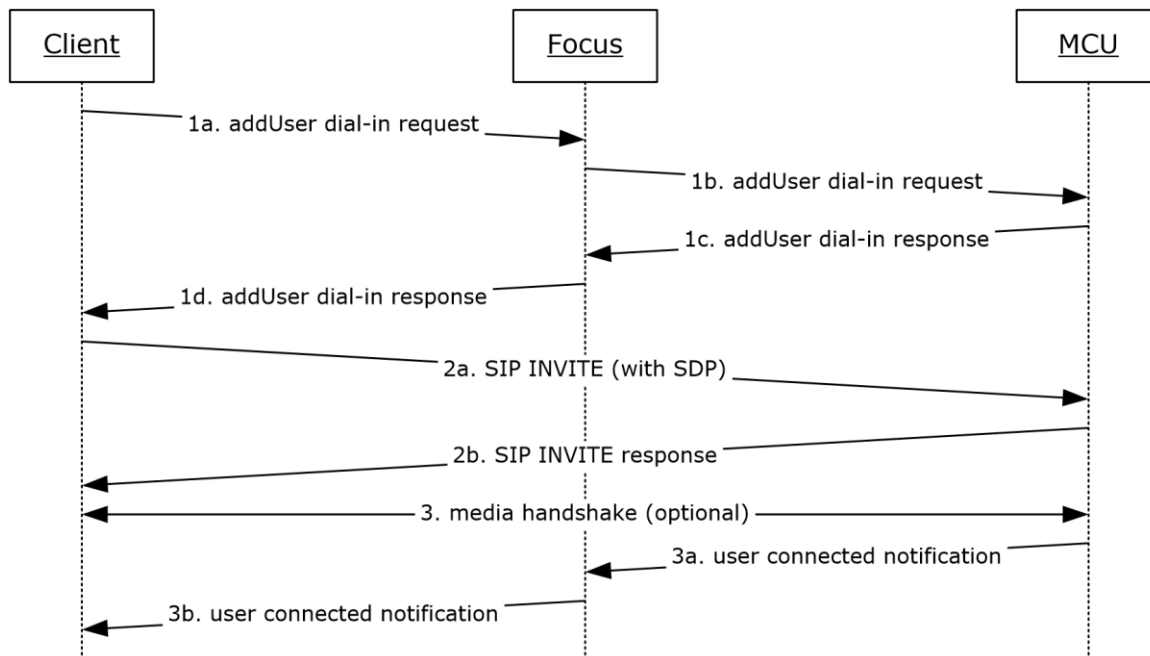 Client
Focus
MCU
1a. addUser dial-in request
1b. addUser dial-in request
1c. addUser dial-in response
1d. addUser dial-in response
2a. SIP INVITE (with SDP)
2b. SIP INVITE response
3. media handshake (optional)
3a. user connected notification
3b. user connected notification